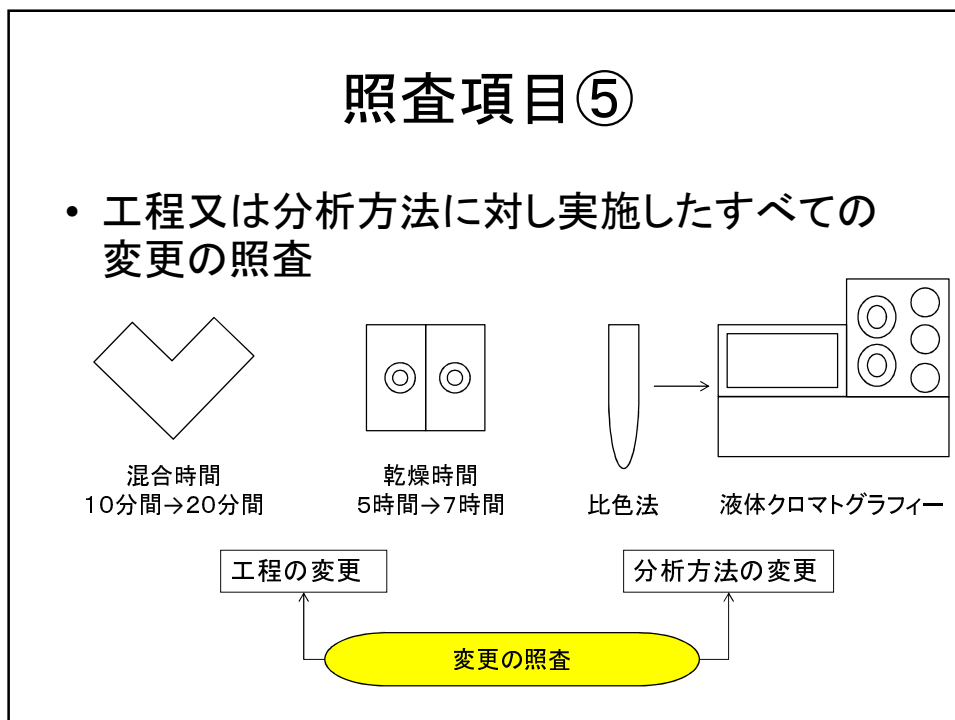 照査項目⑤
• 工程又は分析方法に対し実施したすべての
変更の照査
混合時間
10分間→20分間
乾燥時間
5時間→7時間
比色法
液体クロマトグラフィー
工程の変更
分析方法の変更
変更の照査